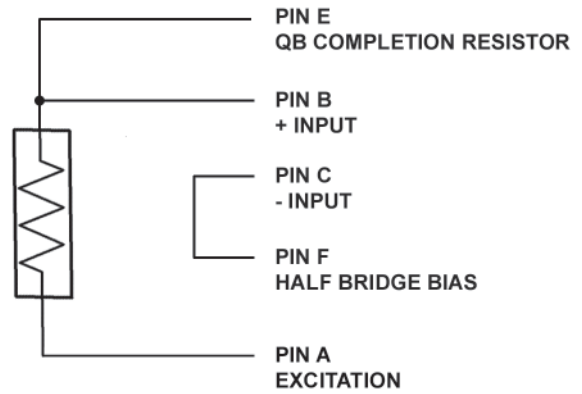 PIN E
QB COMPLETION RESISTOR
PIN B
+ INPUT
PIN C
- INPUT
PIN F
HALF BRIDGE BIAS
PIN A
EXCITATION